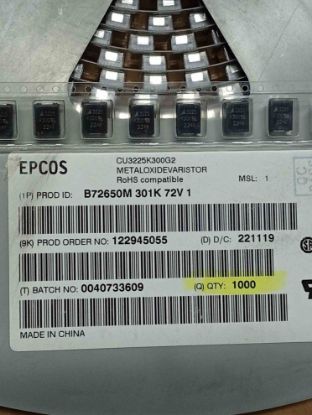 EPCOS
CU3225K300G2
METALOXIDEVARISTOR
RoHS compatible
MSL: 1
(1P) PROD ID: B72650M 301K 72V 1
(9K) PROD ORDER NO: 122945055 (D) D/C: 221119
(T) BATCH NO: 0040733609 (Q) QTY: 1000
MADE IN CHINA
QC